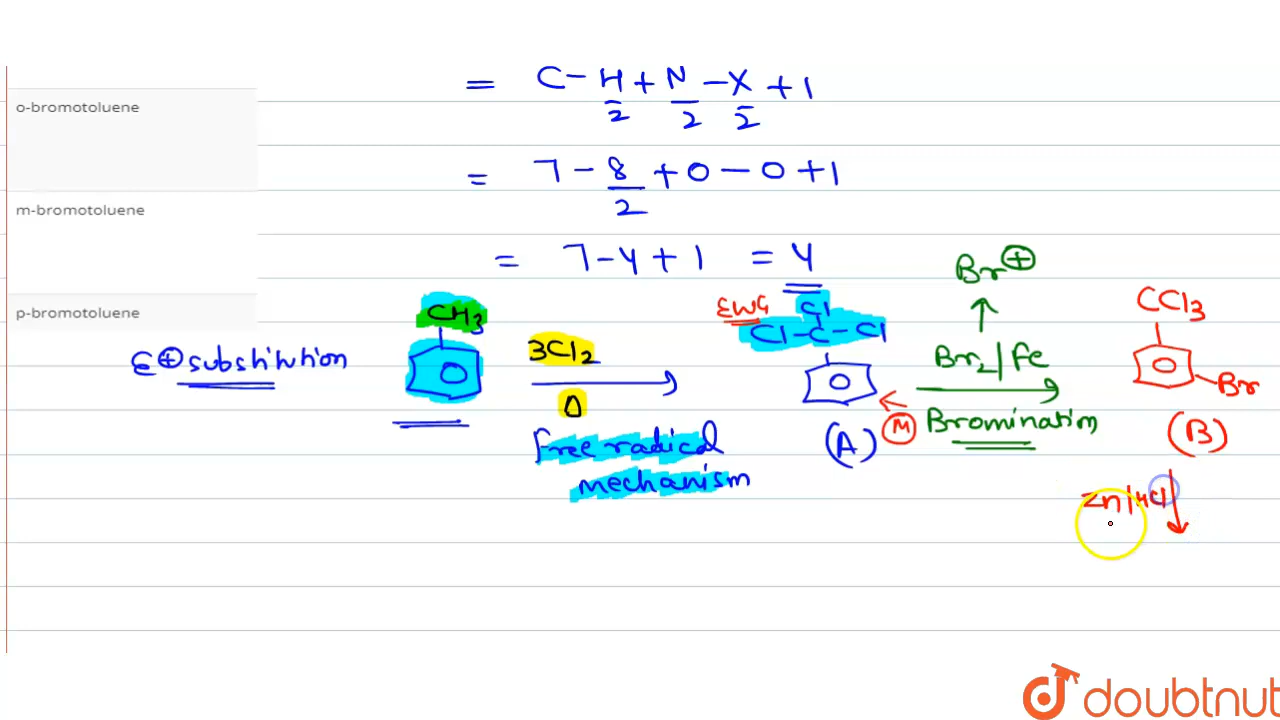 = C - H/2 + N/2 - X/2 + 1
o-bromotoluene
= 7 - 8/2 + 0 - 0 + 1
m-bromotoluene
= 7 - 4 + 1 = 4
Br⊕
p-bromotoluene
CH3
EWG
Cl
Cl-C-Cl
CCl3
E⊕ substitution
3Cl2
Δ
Br2/Fe
Br
Free radical
mechanism
(A)
M
Bromination
(B)
Zn/HCl
doubtnut